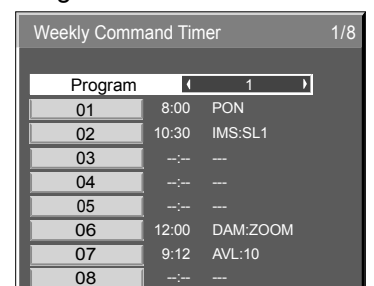 Weekly Command Timer 1/8
Program 1
01 8:00 PON
02 10:30 IMS:SL1
03 --:-- ---
04 --:-- ---
05 --:-- ---
06 12:00 DAM:ZOOM
07 9:12 AVL:10
08 --:-- ---